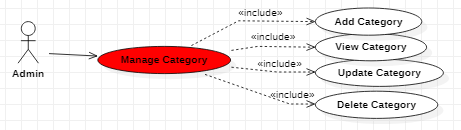 «include»
Add Category
«include»
View Category
Admin
Manage Category
«include»
Update Category
«include»
Delete Category